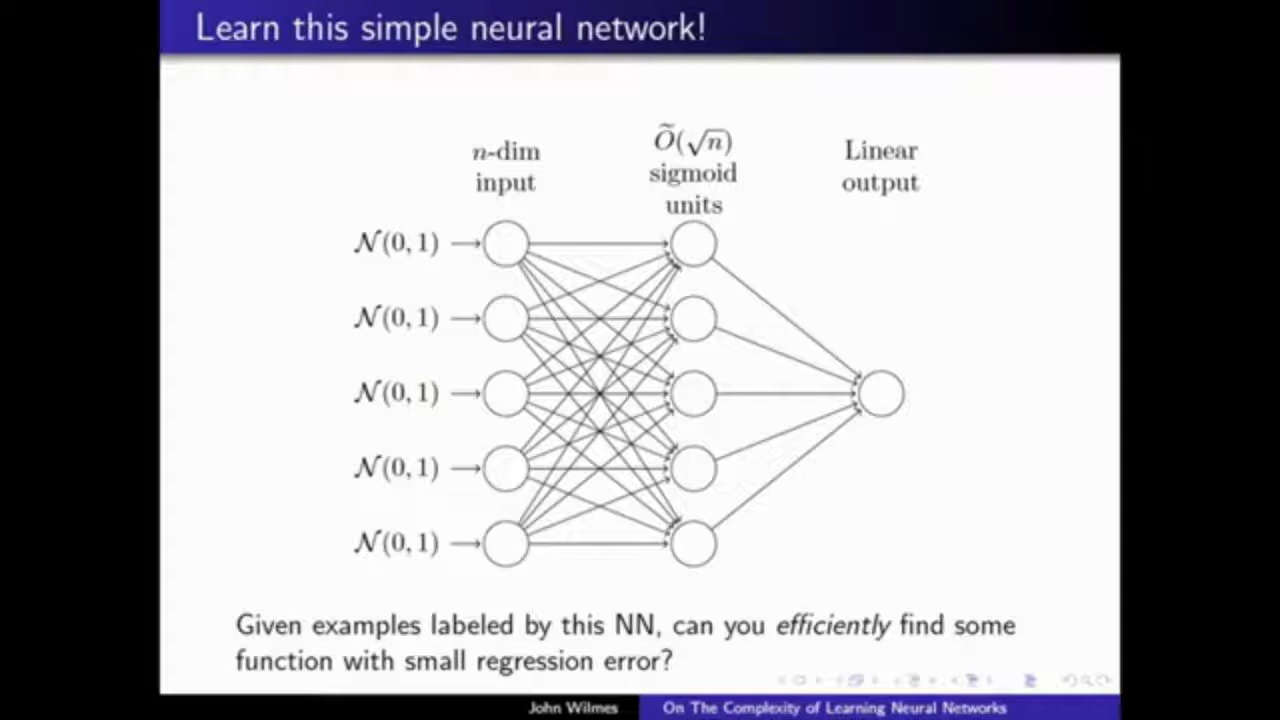 Learn this simple neural network!
n-dim
input
Õ(√n)
sigmoid
units
Linear
output
𝒩(0, 1)
𝒩(0, 1)
𝒩(0, 1)
𝒩(0, 1)
𝒩(0, 1)
Given examples labeled by this NN, can you efficiently find some
function with small regression error?
John Wilmes
On The Complexity of Learning Neural Networks